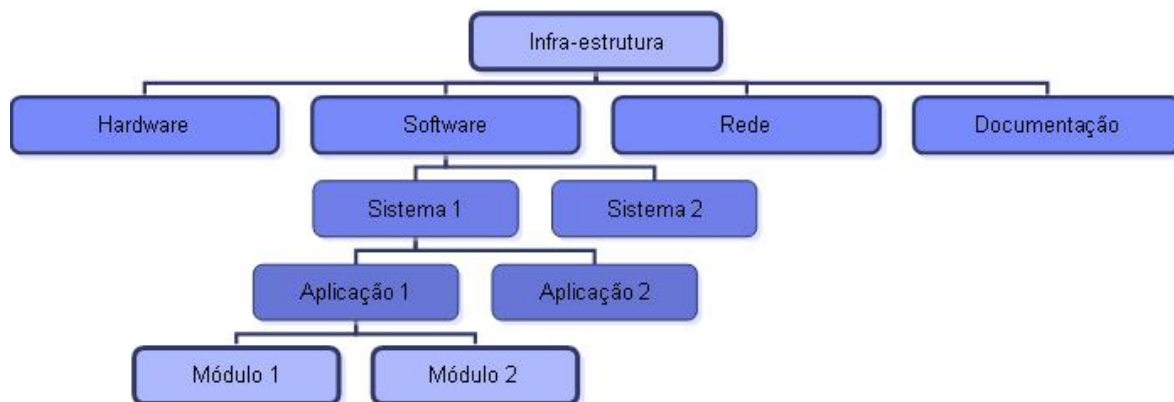 Infra-estrutura
Hardware
Software
Rede
Documentação
Sistema 1
Sistema 2
Aplicação 1
Aplicação 2
Módulo 1
Módulo 2